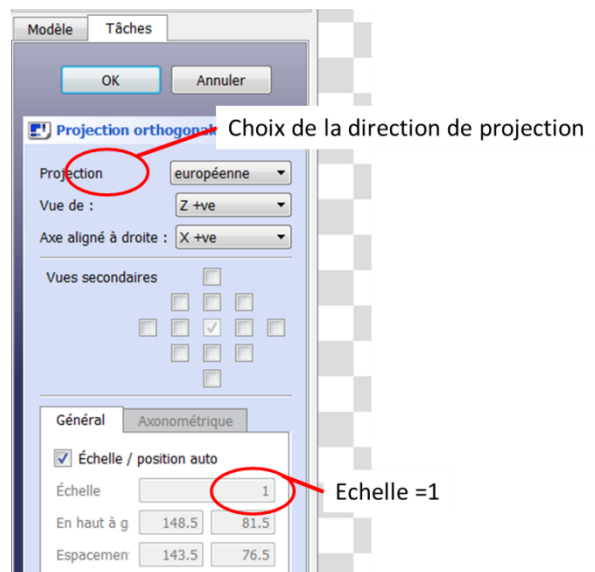 Modèle Tâches
OK Annuler
Projection orthogonale Choix de la direction de projection
Projection européenne
Vue de : Z +ve
Axe aligné à droite : X +ve
Vues secondaires
Général Axonométrique
Échelle / position auto
Échelle 1 Echelle =1
En haut à g 148.5 81.5
Espacemen 143.5 76.5